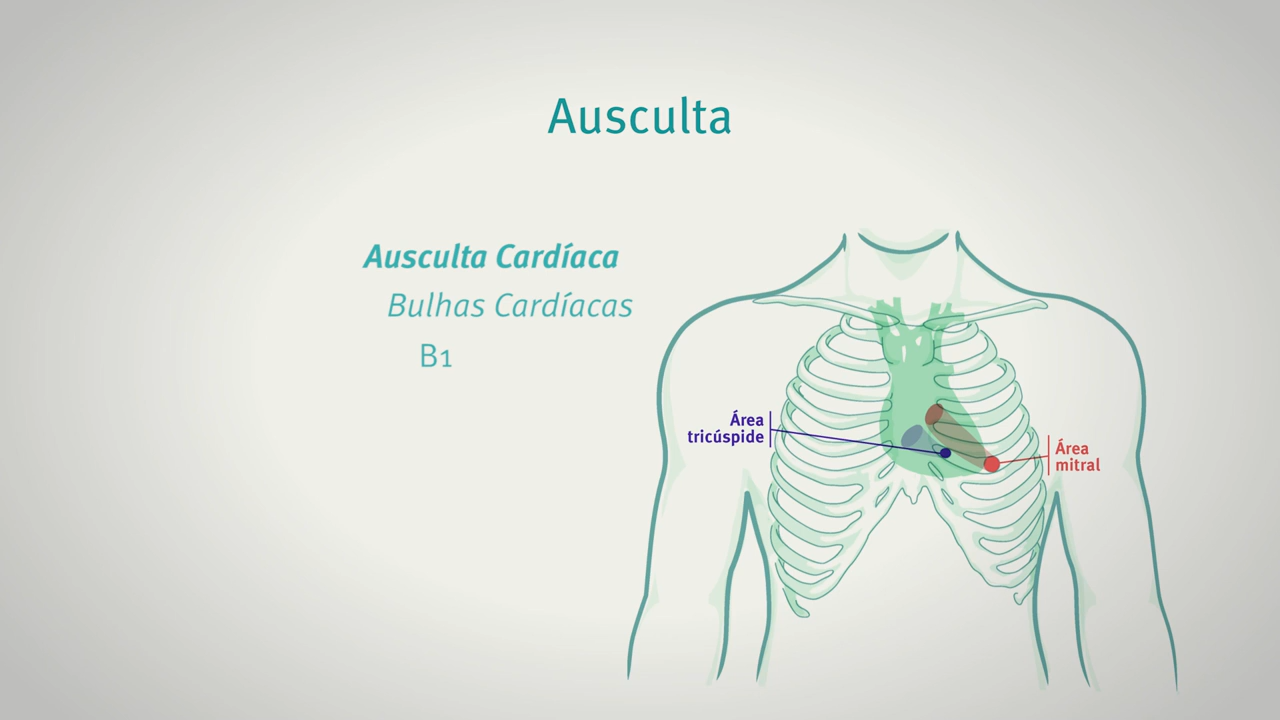 Ausculta
Ausculta Cardíaca
Bulhas Cardíacas
B1
Área
tricúspide
Área
mitral